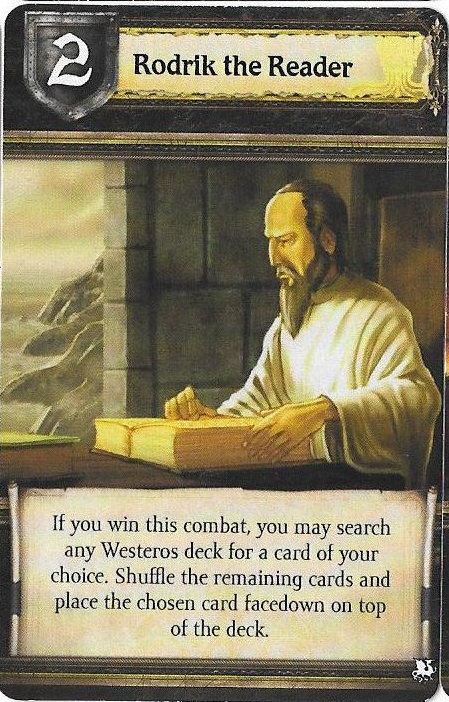 2
Rodrik the Reader
If you win this combat, you may search
any Westeros deck for a card of your
choice. Shuffle the remaining cards and
place the chosen card facedown on top
of the deck.